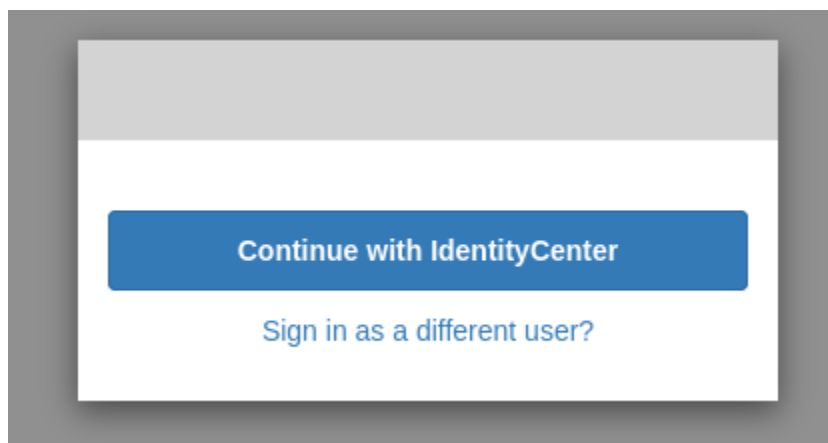 Continue with IdentityCenter
Sign in as a different user?